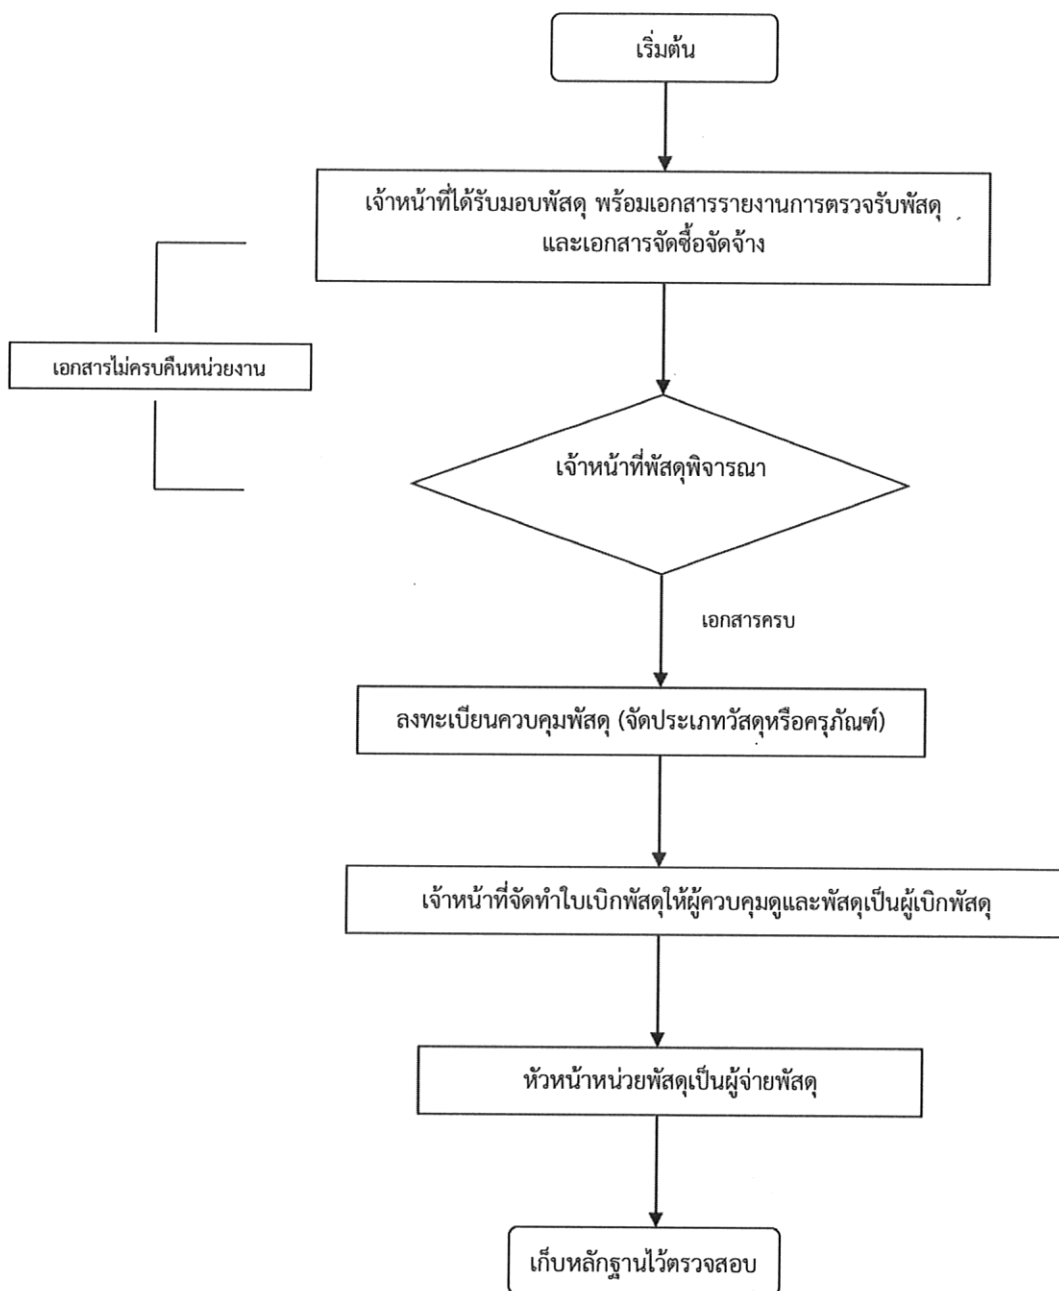 เริ่มต้น
เจ้าหน้าที่ได้รับมอบพัสดุ พร้อมเอกสารรายงานการตรวจรับพัสดุ
และเอกสารจัดซื้อจัดจ้าง
เอกสารไม่ครบคืนหน่วยงาน
เจ้าหน้าที่พัสดุพิจารณา
เอกสารครบ
ลงทะเบียนควบคุมพัสดุ (จัดประเภทวัสดุหรือครุภัณฑ์)
เจ้าหน้าที่จัดทำใบเบิกพัสดุให้ผู้ควบคุมดูและพัสดุเป็นผู้เบิกพัสดุ
หัวหน้าหน่วยพัสดุเป็นผู้จ่ายพัสดุ
เก็บหลักฐานไว้ตรวจสอบ